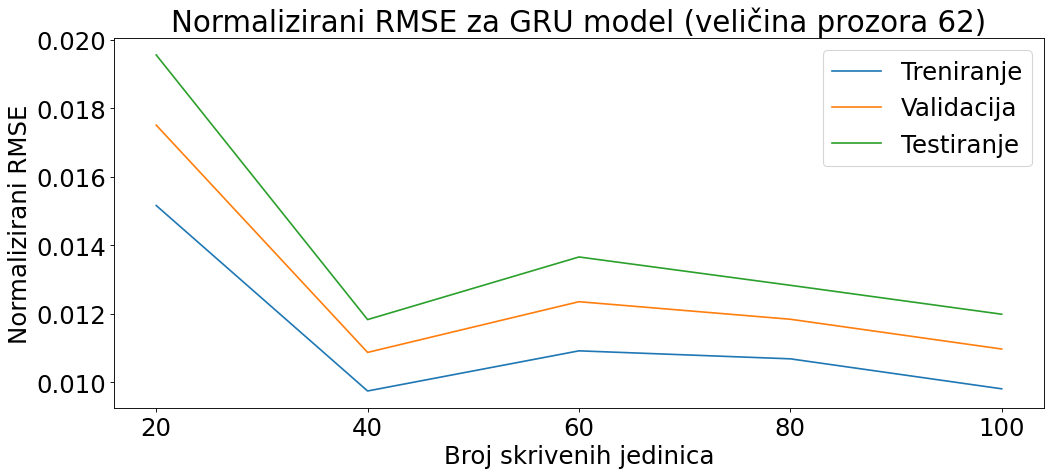 Normalizirani RMSE za GRU model (veličina prozora 62)
Normalizirani RMSE
0.020
0.018
0.016
0.014
0.012
0.010
Treniranje
Validacija
Testiranje
20 40 60 80 100
Broj skrivenih jedinica